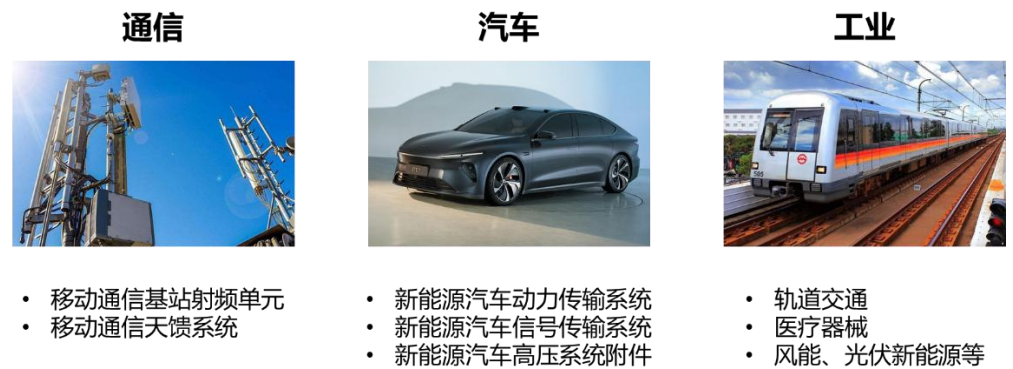 通信
汽车
工业
505
• 移动通信基站射频单元
• 移动通信天馈系统
• 新能源汽车动力传输系统
• 新能源汽车信号传输系统
• 新能源汽车高压系统附件
• 轨道交通
• 医疗器械
• 风能、光伏新能源等